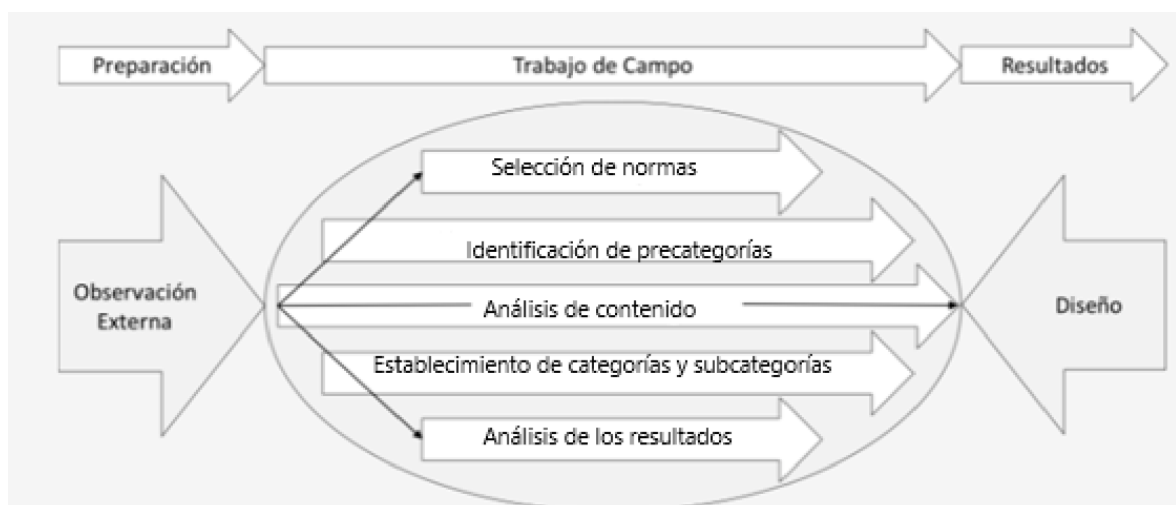 Preparación
Trabajo de Campo
Resultados
Selección de normas
Identificación de precategorías
Observación
Externa
Análisis de contenido
Diseño
Establecimiento de categorías y subcategorías
Análisis de los resultados